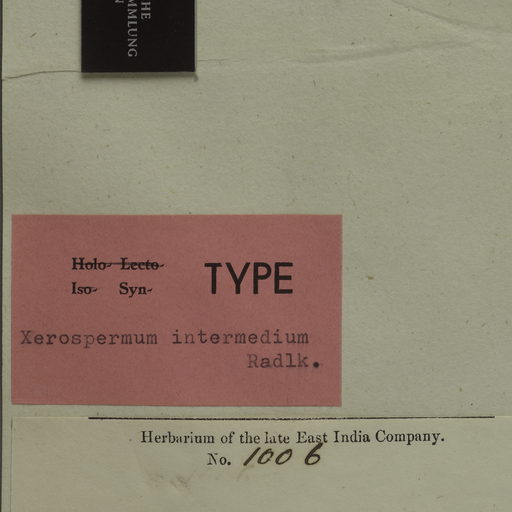 HE
MMLUNG
N
Holo- Lecto-
Iso- Syn-
TYPE
Xerospermum intermedium
Radlk.
Herbarium of the late East India Company.
No. 1006